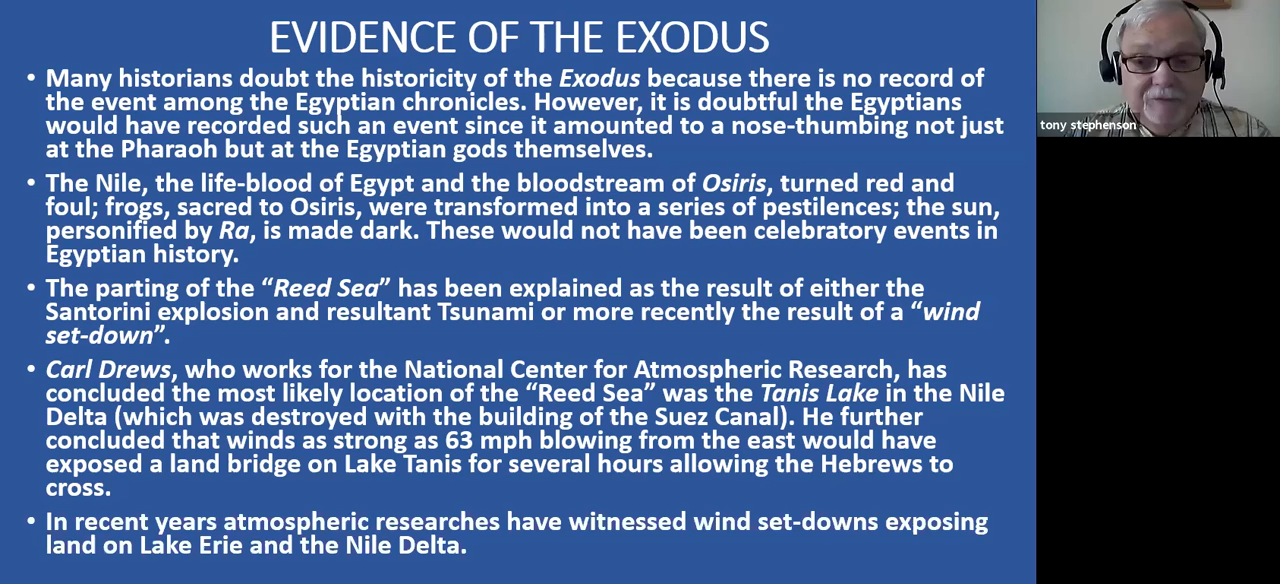 EVIDENCE OF THE EXODUS
• Many historians doubt the historicity of the Exodus because there is no record of
the event among the Egyptian chronicles. However, it is doubtful the Egyptians
would have recorded such an event since it amounted to a nose-thumbing not just
at the Pharaoh but at the Egyptian gods themselves.
• The Nile, the life-blood of Egypt and the bloodstream of Osiris, turned red and
foul; frogs, sacred to Osiris, were transformed into a series of pestilences; the sun,
personified by Ra, is made dark. These would not have been celebratory events in
Egyptian history.
• The parting of the “Reed Sea” has been explained as the result of either the
Santorini explosion and resultant Tsunami or more recently the result of a “wind
set-down”.
• Carl Drews, who works for the National Center for Atmospheric Research, has
concluded the most likely location of the “Reed Sea” was the Tanis Lake in the Nile
Delta (which was destroyed with the building of the Suez Canal). He further
concluded that winds as strong as 63 mph blowing from the east would have
exposed a land bridge on Lake Tanis for several hours allowing the Hebrews to
cross.
• In recent years atmospheric researches have witnessed wind set-downs exposing
land on Lake Erie and the Nile Delta.
tony stephenson